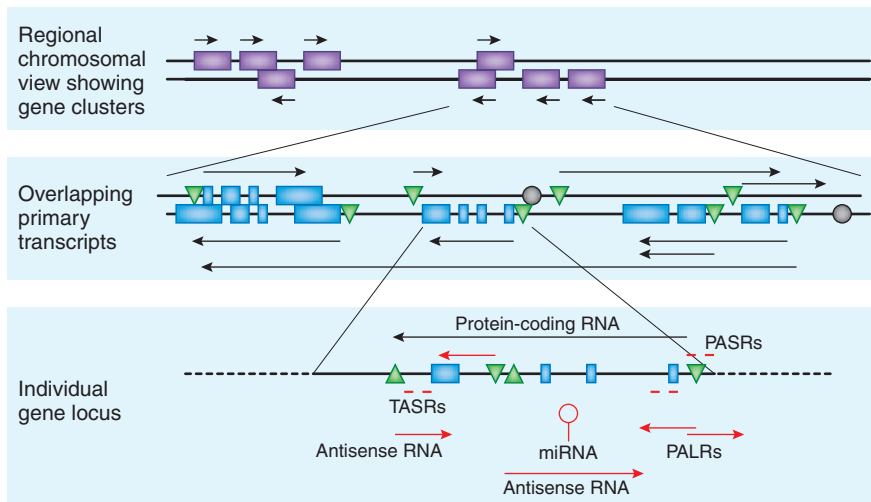 Regional
chromosomal
view showing
gene clusters
Overlapping
primary
transcripts
Individual
gene locus
Protein-coding RNA
PASRs
TASRs
Antisense RNA
miRNA
PALRs
Antisense RNA